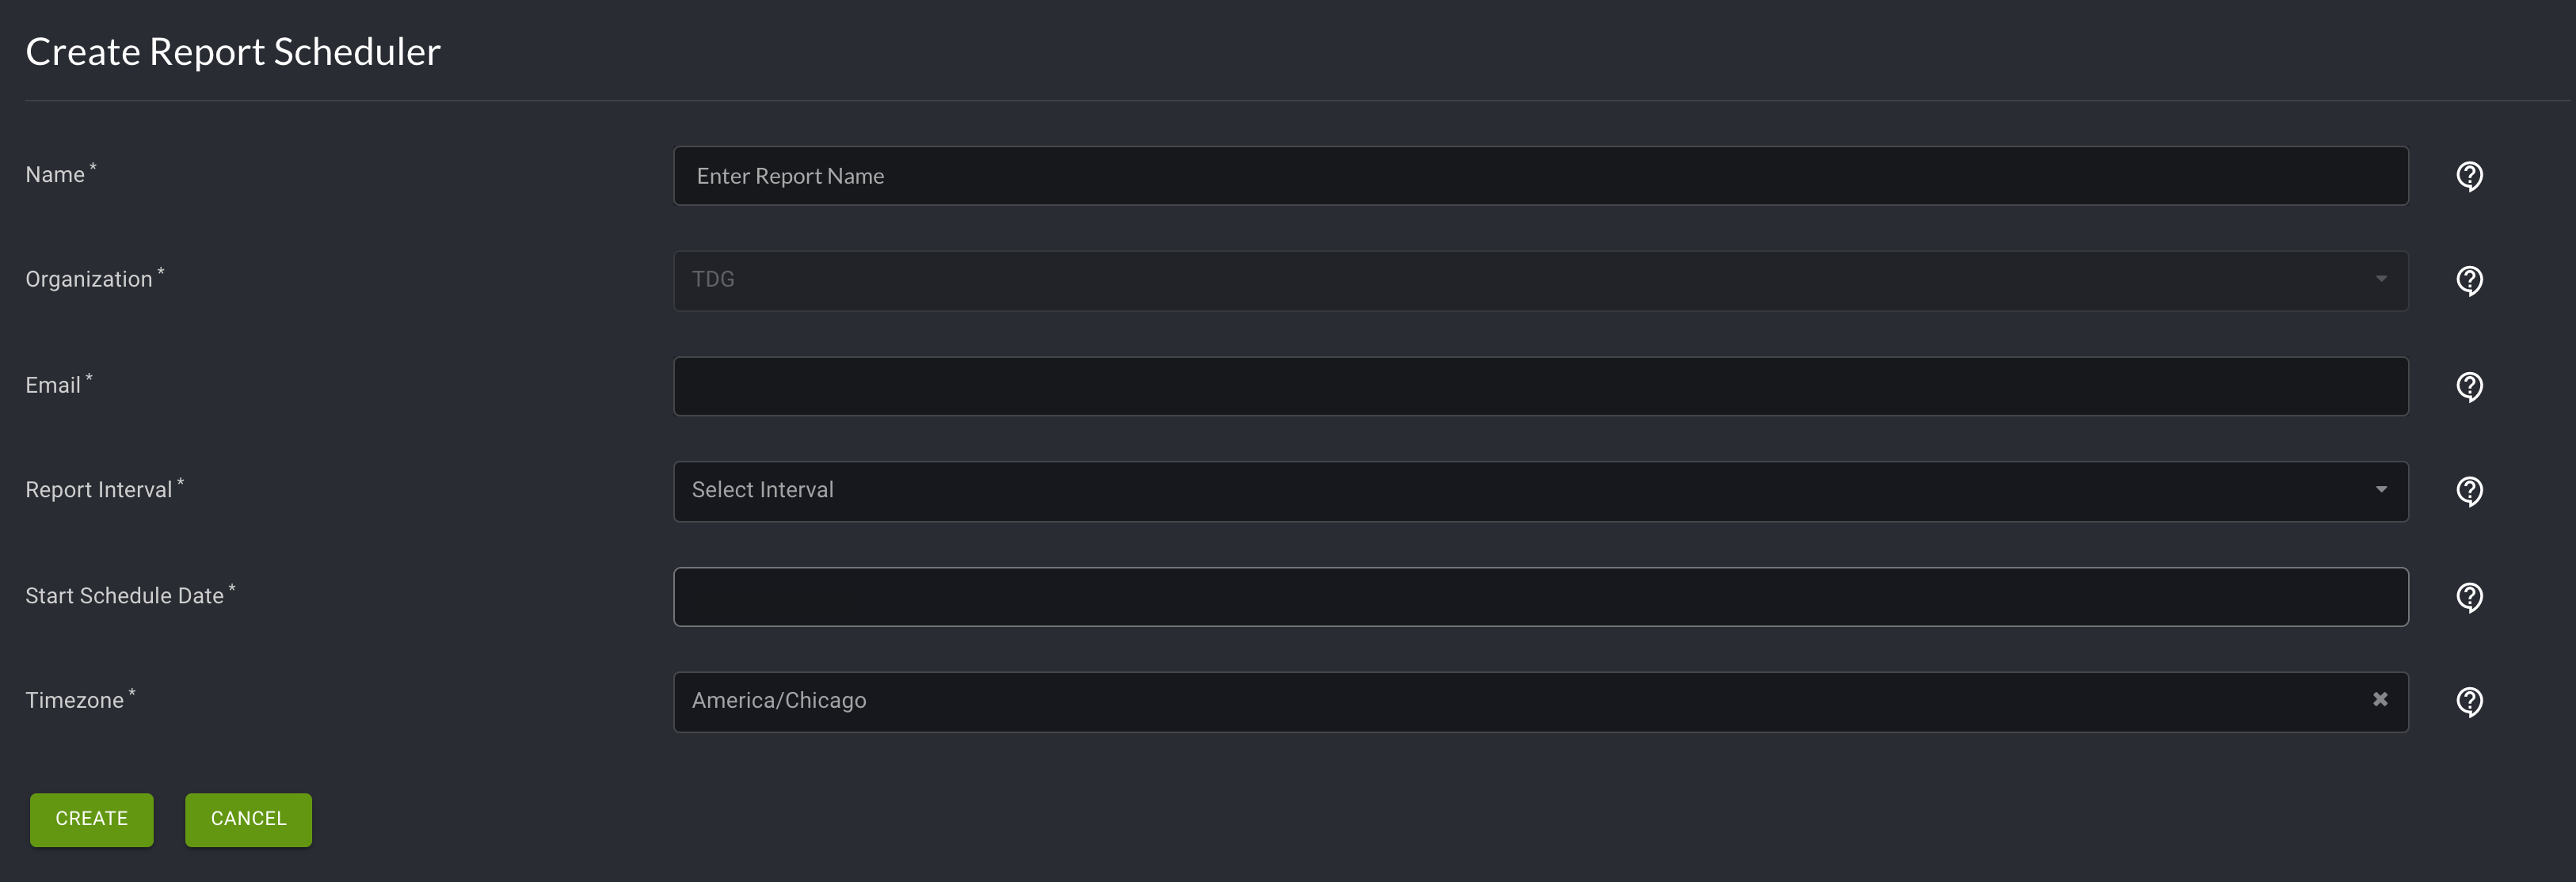 Create Report Scheduler
Name *
Enter Report Name
Organization *
TDG
Email *
Report Interval *
Select Interval
Start Schedule Date *
Timezone *
America/Chicago
CREATE
CANCEL